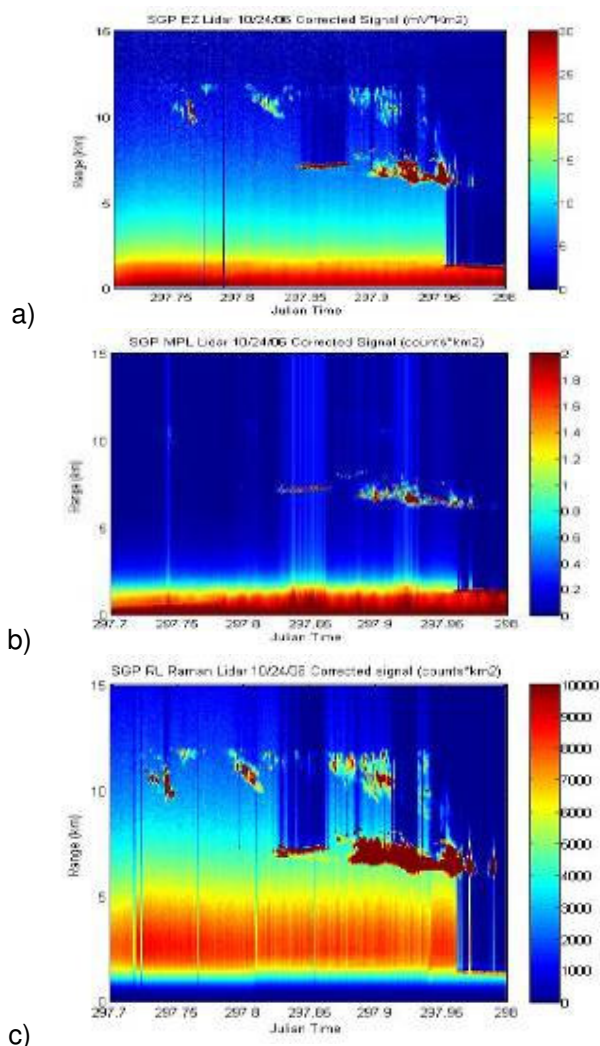 SGP EZ Lidar 10/24/06 Corrected Signal (mV*km2)
15
10
5
0
Range (km)
297.75 297.8 297.85 297.9 297.95 298
Julian Time
30
25
20
15
10
5
0
a)
SGP MPL Lidar 10/24/06 Corrected Signal (counts*km2)
15
10
5
0
Range (km)
297.7 297.75 297.8 297.85 297.9 297.95 298
Julian Time
2
1.8
1.6
1.4
1.2
1
0.8
0.6
0.4
0.2
0
b)
SGP RL Raman Lidar 10/24/06 Corrected signal (counts*km2)
15
10
5
0
Range (km)
297.7 297.75 297.8 297.85 297.9 297.95 298
Julian Time
10000
9000
8000
7000
6000
5000
4000
3000
2000
1000
0
c)